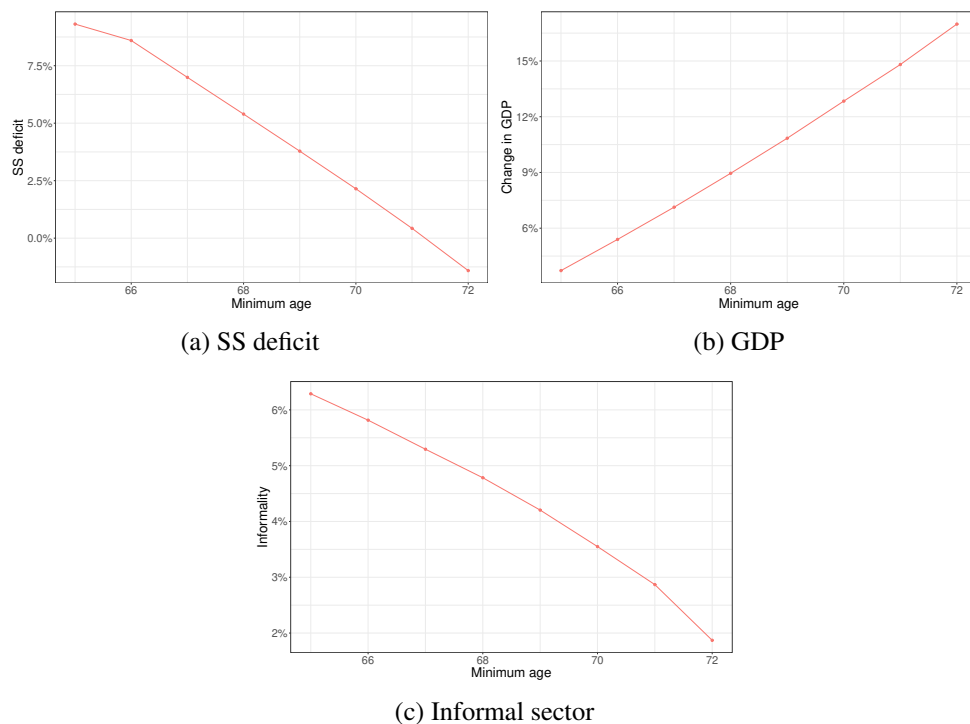 SS deficit
7.5%
5.0%
2.5%
0.0%
66
68
70
72
Minimum age
(a) SS deficit
Change in GDP
15%
12%
9%
6%
66
68
70
72
Minimum age
(b) GDP
Informality
6%
5%
4%
3%
2%
66
68
70
72
Minimum age
(c) Informal sector